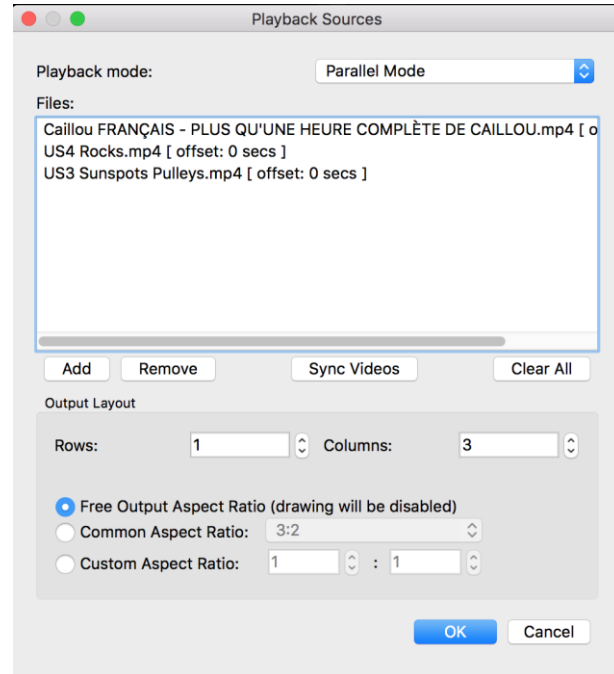 Playback Sources
Playback mode: Parallel Mode
Files:
Caillou FRANÇAIS - PLUS QU'UNE HEURE COMPLÈTE DE CAILLOU.mp4 [ o
US4 Rocks.mp4 [ offset: 0 secs ]
US3 Sunspots Pulleys.mp4 [ offset: 0 secs ]
Add Remove Sync Videos Clear All
Output Layout
Rows: 1 Columns: 3
Free Output Aspect Ratio (drawing will be disabled)
Common Aspect Ratio: 3:2
Custom Aspect Ratio: 1 : 1
OK Cancel